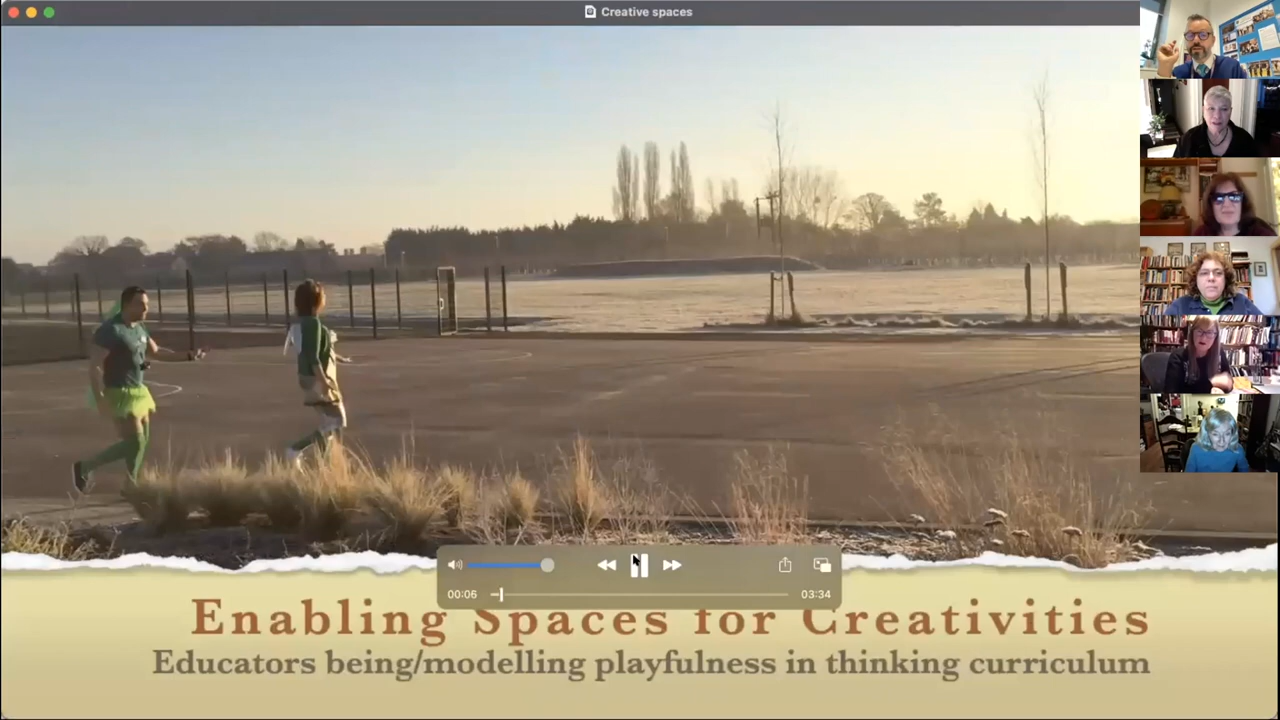 Creative spaces
00:06
03:34
Enabling Spaces for Creativities
Educators being/modelling playfulness in thinking curriculum